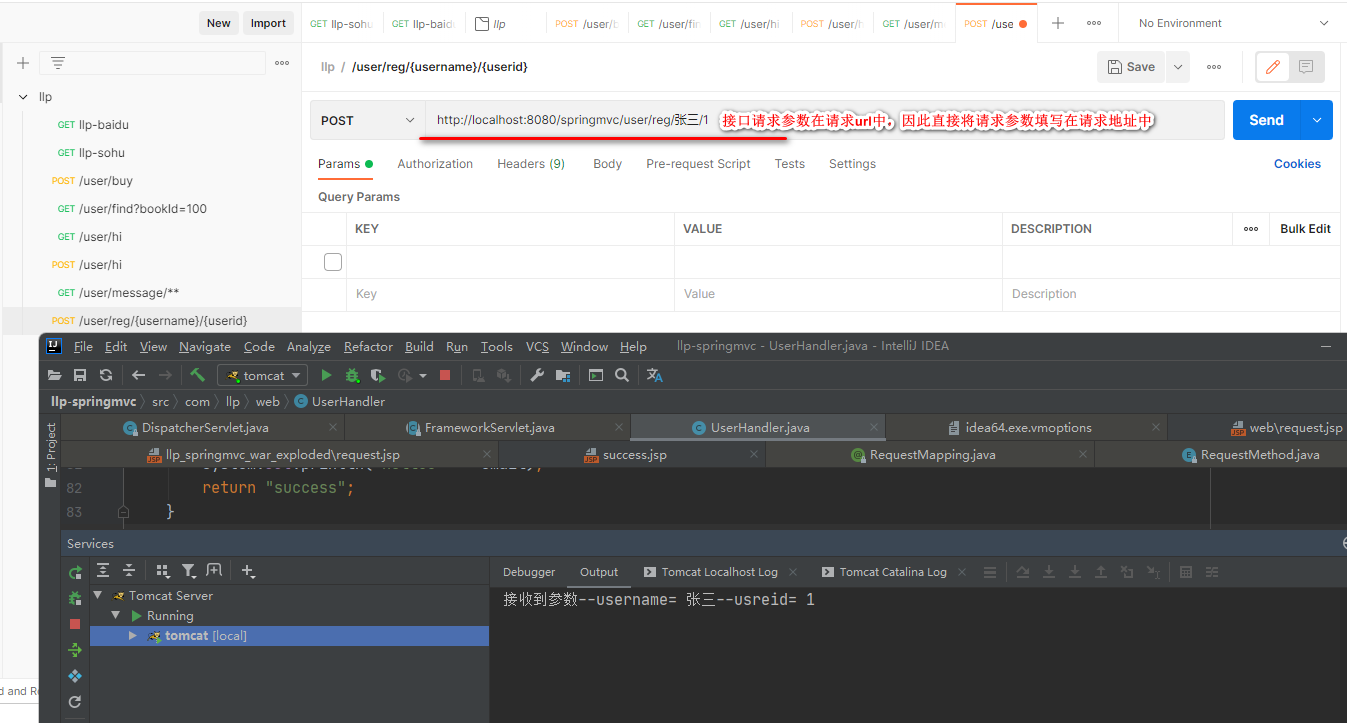 New Import GET llp-sohu GET llp-baidu llp POST /user/b GET /user/fin GET /user/hi POST /user/h GET /user/m POST /use No Environment
llp / /user/reg/{username}/{userid} Save
llp
POST http://localhost:8080/springmvc/user/reg/张三/1 接口请求参数在请求url中，因此直接将请求参数填写在请求地址中 Send
GET llp-baidu
GET llp-sohu
POST /user/buy
GET /user/find?bookId=100
GET /user/hi
POST /user/hi
GET /user/message/**
POST /user/reg/{username}/{userid}
Params Authorization Headers (9) Body Pre-request Script Tests Settings Cookies
Query Params
KEY VALUE DESCRIPTION Bulk Edit
Key Value Description
IJ File Edit View Navigate Code Analyze Refactor Build Run Tools VCS Window Help llp-springmvc - UserHandler.java - IntelliJ IDEA
tomcat
llp-springmvc src com llp web UserHandler
1: Project
DispatcherServlet.java FrameworkServlet.java UserHandler.java idea64.exe.vmoptions web\request.jsp
llp_springmvc_war_exploded\request.jsp success.jsp RequestMapping.java RequestMethod.java
82 return "success";
83 }
Services
Debugger Output Tomcat Localhost Log Tomcat Catalina Log
Tomcat Server
Running
tomcat [local]
接收到参数--username= 张三--usreid= 1
d and Re